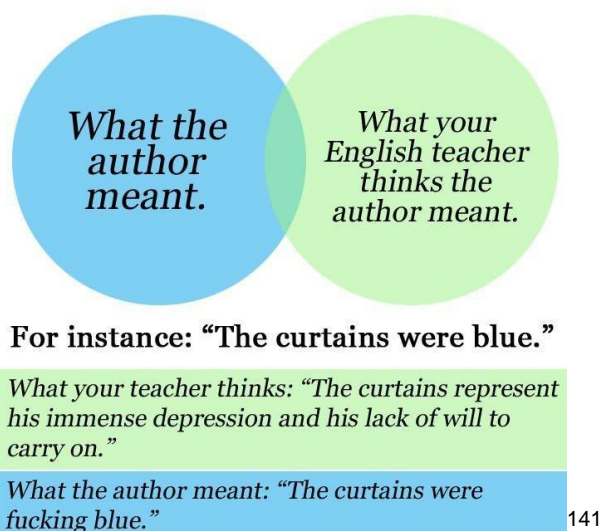 What the
author
meant.
What your
English teacher
thinks the
author meant.
For instance: “The curtains were blue.”
What your teacher thinks: “The curtains represent
his immense depression and his lack of will to
carry on.”
What the author meant: “The curtains were
fucking blue.”
141